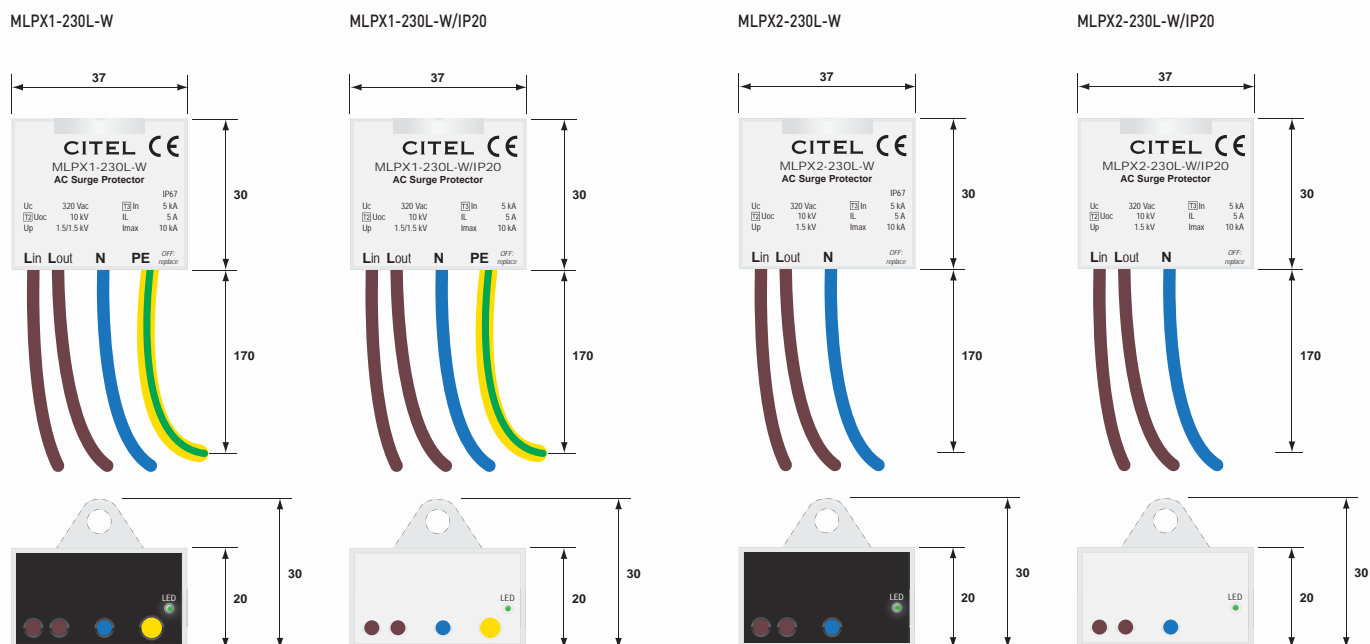 MLPX1-230L-W
37
CITEL CE
MLPX1-230L-W
AC Surge Protector
IP67
Uc 320 Vac T3 In 5 kA
T2 Uoc 10 kV IL 5 A
Up 1.5/1.5 kV Imax 10 kA
Lin Lout N PE OFF: replace
30
170
LED
20
30
MLPX1-230L-W/IP20
37
CITEL CE
MLPX1-230L-W/IP20
AC Surge Protector
Uc 320 Vac T3 In 5 kA
T2 Uoc 10 kV IL 5 A
Up 1.5/1.5 kV Imax 10 kA
Lin Lout N PE OFF: replace
30
170
LED
20
30
MLPX2-230L-W
37
CITEL CE
MLPX2-230L-W
AC Surge Protector
IP67
Uc 320 Vac T3 In 5 kA
T2 Uoc 10 kV IL 5 A
Up 1.5 kV Imax 10 kA
Lin Lout N OFF: replace
30
170
LED
20
30
MLPX2-230L-W/IP20
37
CITEL CE
MLPX2-230L-W/IP20
AC Surge Protector
Uc 320 Vac T3 In 5 kA
T2 Uoc 10 kV IL 5 A
Up 1.5 kV Imax 10 kA
Lin Lout N OFF: replace
30
170
LED
20
30